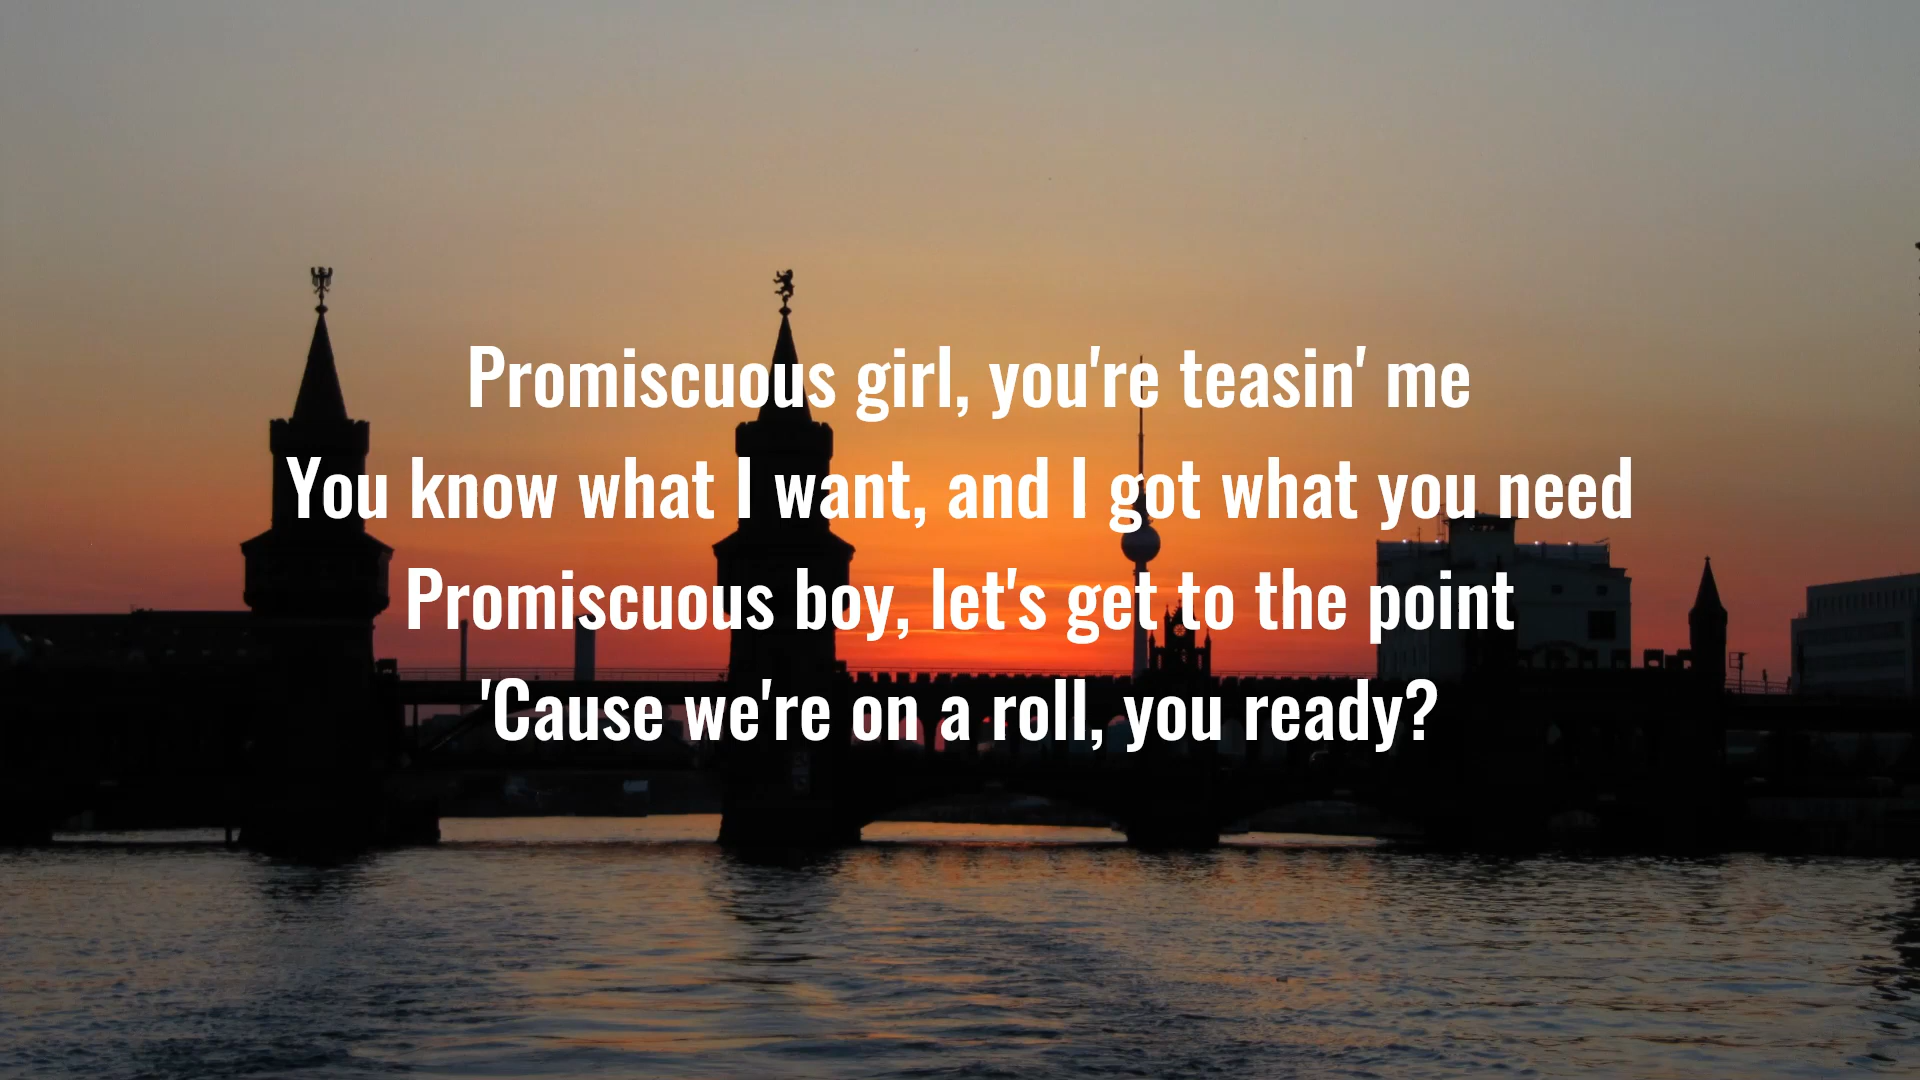 Promiscuous girl, you're teasin' me
You know what I want, and I got what you need
Promiscuous boy, let's get to the point
'Cause we're on a roll, you ready?